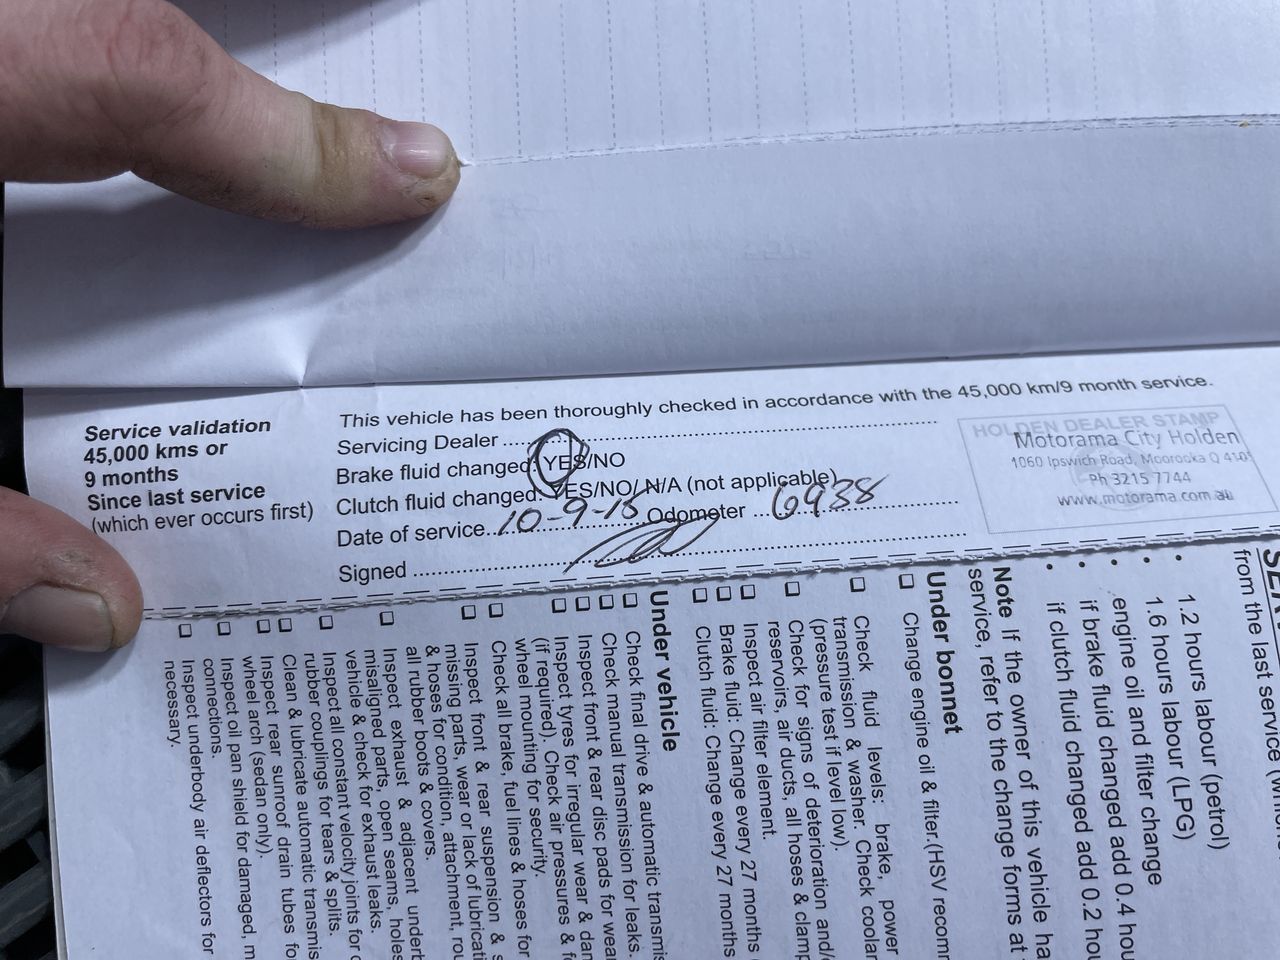 Service validation
45,000 kms or
9 months
Since last service
(which ever occurs first)
This vehicle has been thoroughly checked in accordance with the 45,000 km/9 month service.
Servicing Dealer
Brake fluid changed: YES/NO
Clutch fluid changed: YES/NO/ N/A (not applicable)
Date of service 10-9-15 Odometer 6938
Signed
HOLDEN DEALER STAMP
Motorama City Holden
1060 Ipswich Road, Moorooka Q 4105
Ph 3215 7744
www.motorama.com.au
from the last service
• 1.2 hours labour (petrol)
1.6 hours labour (LPG)
• engine oil and filter change
• if brake fluid changed add 0.4
• if clutch fluid changed add 0.2
Note If the owner of this vehicle
service, refer to the change forms at
Under bonnet
☐ Change engine oil & filter.(HSV
☐ Check fluid levels: brake, power
transmission & washer. Check
(pressure test if level low).
☐ Check for signs of deterioration
reservoirs, air ducts, all hoses &
☐ Inspect air filter element.
☐ Brake fluid: Change every 27 months
☐ Clutch fluid: Change every 27 months
Under vehicle
☐ Check final drive & automatic
☐ Check manual transmission for leaks.
☐ Inspect front & rear disc pads for
☐ Inspect tyres for irregular wear &
(if required). Check air pressures &
wheel mounting for security.
☐ Check all brake, fuel lines & hoses for
☐ Inspect front & rear suspension &
missing parts, wear or lack of
& hoses for condition, attachment,
all rubber boots & covers.
☐ Inspect exhaust & adjacent
misaligned parts, open seams,
vehicle & check for exhaust leaks.
☐ Inspect all constant velocity joints for
rubber couplings for tears & splits.
☐ Clean & lubricate automatic
☐ Inspect rear sunroof drain tubes
wheel arch (sedan only).
☐ Inspect oil pan shield for damaged,
connections.
☐ Inspect underbody air deflectors for
necessary.